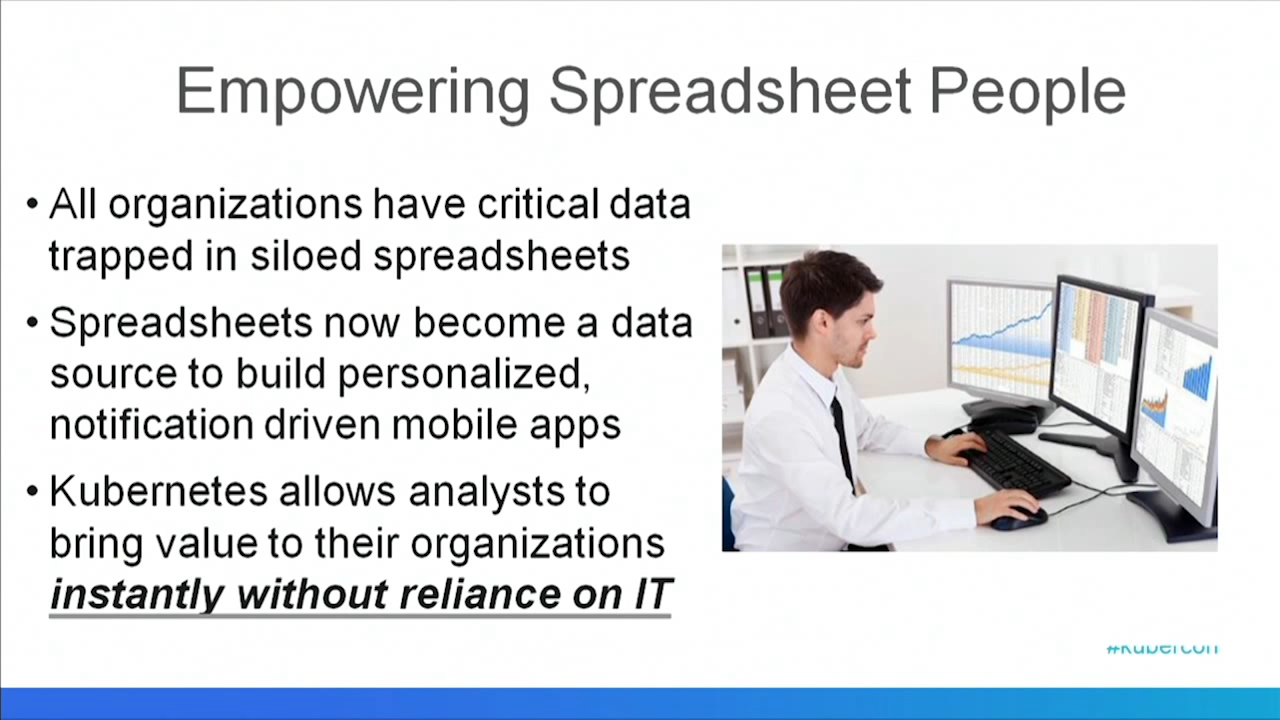 Empowering Spreadsheet People
• All organizations have critical data
trapped in siloed spreadsheets
• Spreadsheets now become a data
source to build personalized,
notification driven mobile apps
• Kubernetes allows analysts to
bring value to their organizations
instantly without reliance on IT